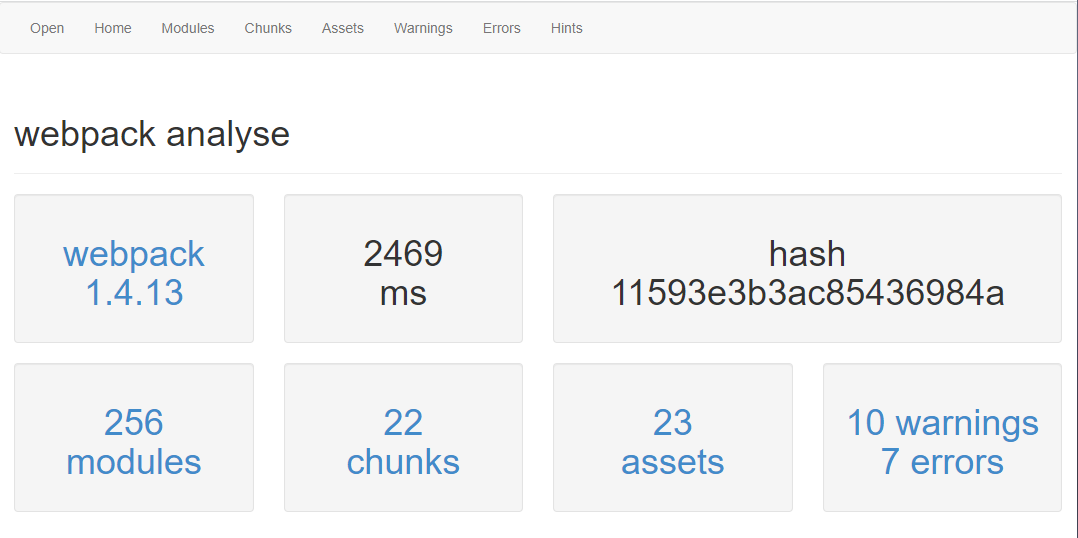 Open Home Modules Chunks Assets Warnings Errors Hints
webpack analyse
webpack
1.4.13
2469
ms
hash
11593e3b3ac85436984a
256
modules
22
chunks
23
assets
10 warnings
7 errors